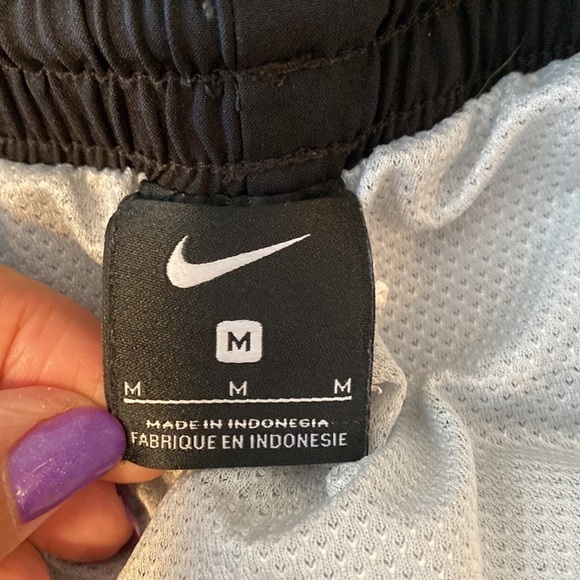 M
M M M
MADE IN INDONESIA
FABRIQUE EN INDONESIE